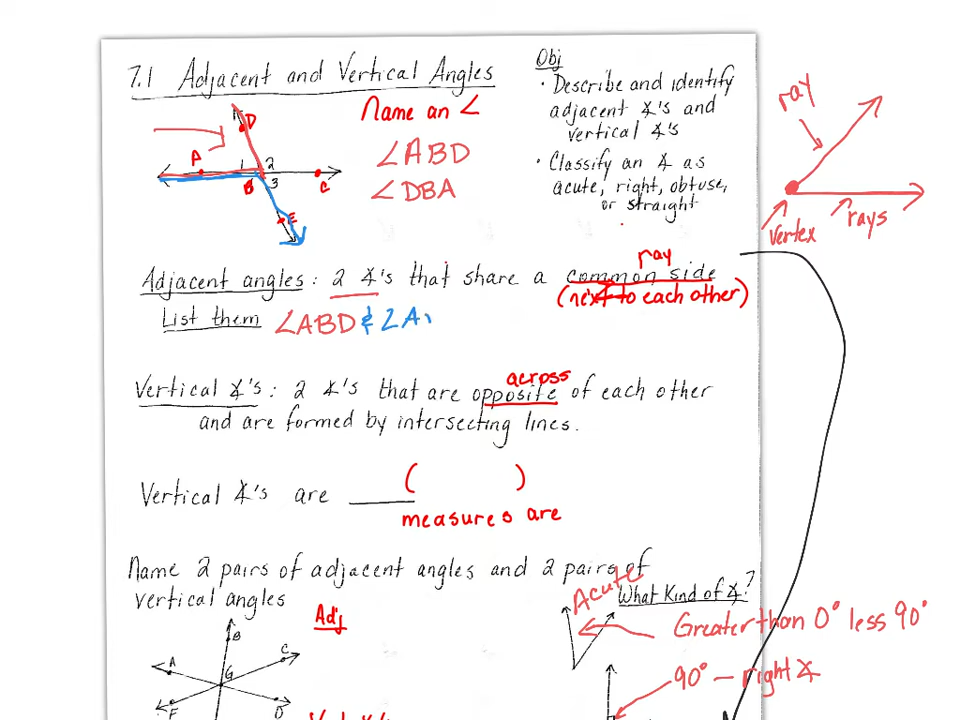 7.1 Adjacent and Vertical Angles
D
A
1 2
B 3
C
E
Name an ∠
∠ABD
∠DBA
Obj
· Describe and identify
adjacent ∡'s and
vertical ∡'s
· Classify an ∡ as
acute, right, obtuse,
or straight
ray
vertex
rays
Adjacent angles: 2 ∡'s that share a common side
ray
(next to each other)
List them ∠ABD & ∠A
Vertical ∡'s: 2 ∡'s that are opposite of each other
across
and are formed by intersecting lines.
Vertical ∡'s are ____ ( )
measures are
Name 2 pairs of adjacent angles and 2 pairs of
vertical angles
Adj
B
A
C
G
F
D
What Kind of ∡?
Acute
Greater than 0° less 90°
90° – right ∡